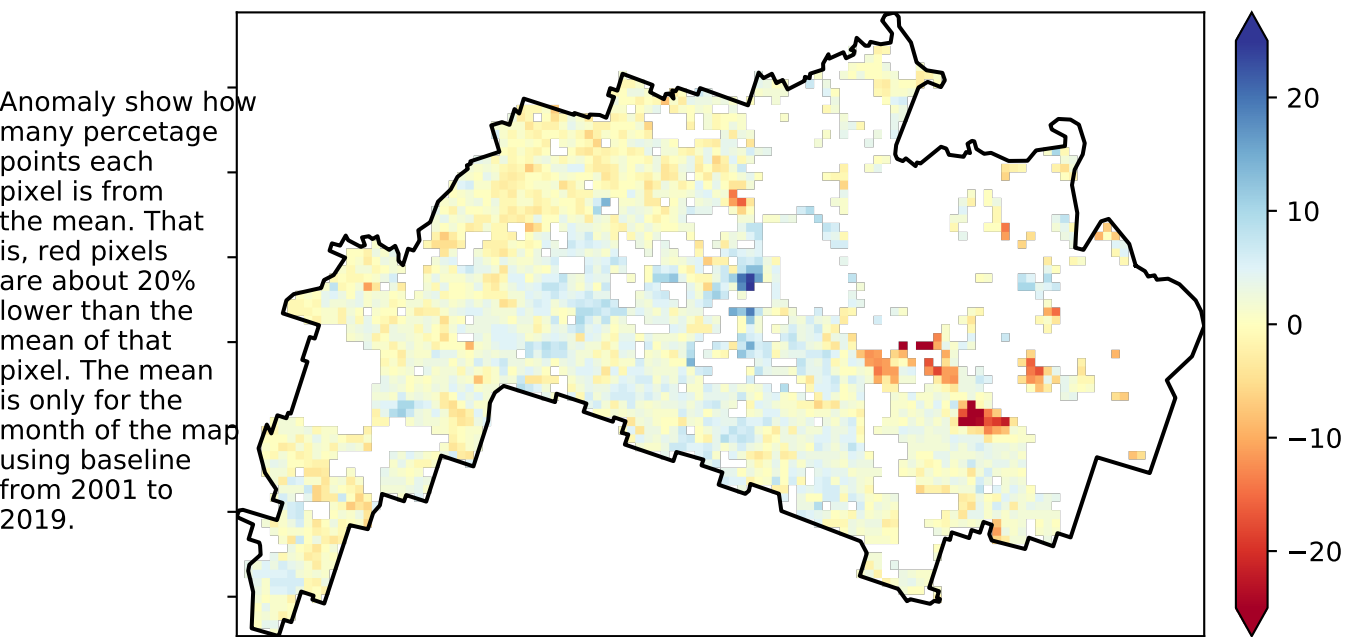 Anomaly show how
many percetage
points each
pixel is from
the mean. That
is, red pixels
are about 20%
lower than the
mean of that
pixel. The mean
is only for the
month of the map
using baseline
from 2001 to
2019.
20
10
0
−10
−20